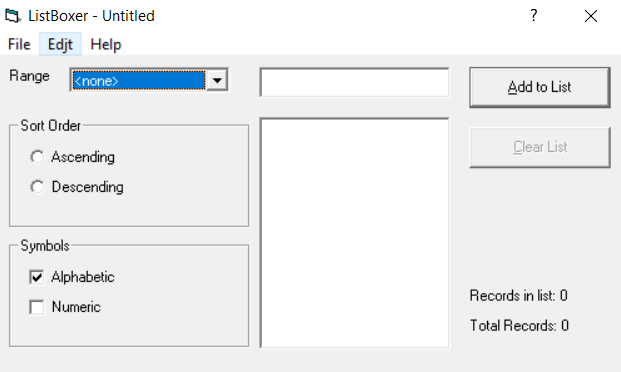 ListBoxer - Untitled ?
File Edjt Help
Range <none> Add to List
Sort Order
Ascending Clear List
Descending
Symbols
Alphabetic
Records in list: 0
Numeric
Total Records: 0